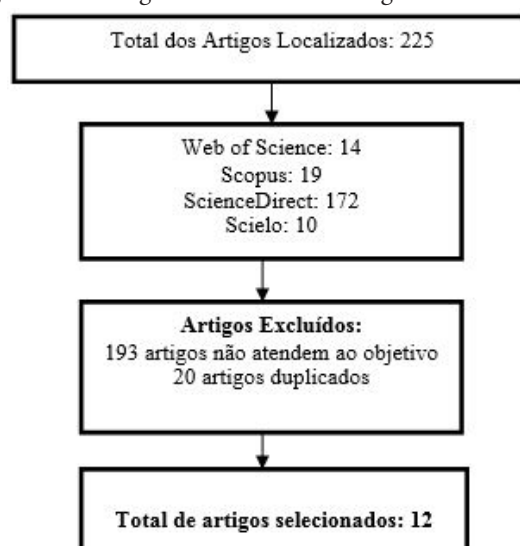 Total dos Artigos Localizados: 225
Web of Science: 14
Scopus: 19
ScienceDirect: 172
Scielo: 10
Artigos Excluídos:
193 artigos não atendem ao objetivo
20 artigos duplicados
Total de artigos selecionados: 12